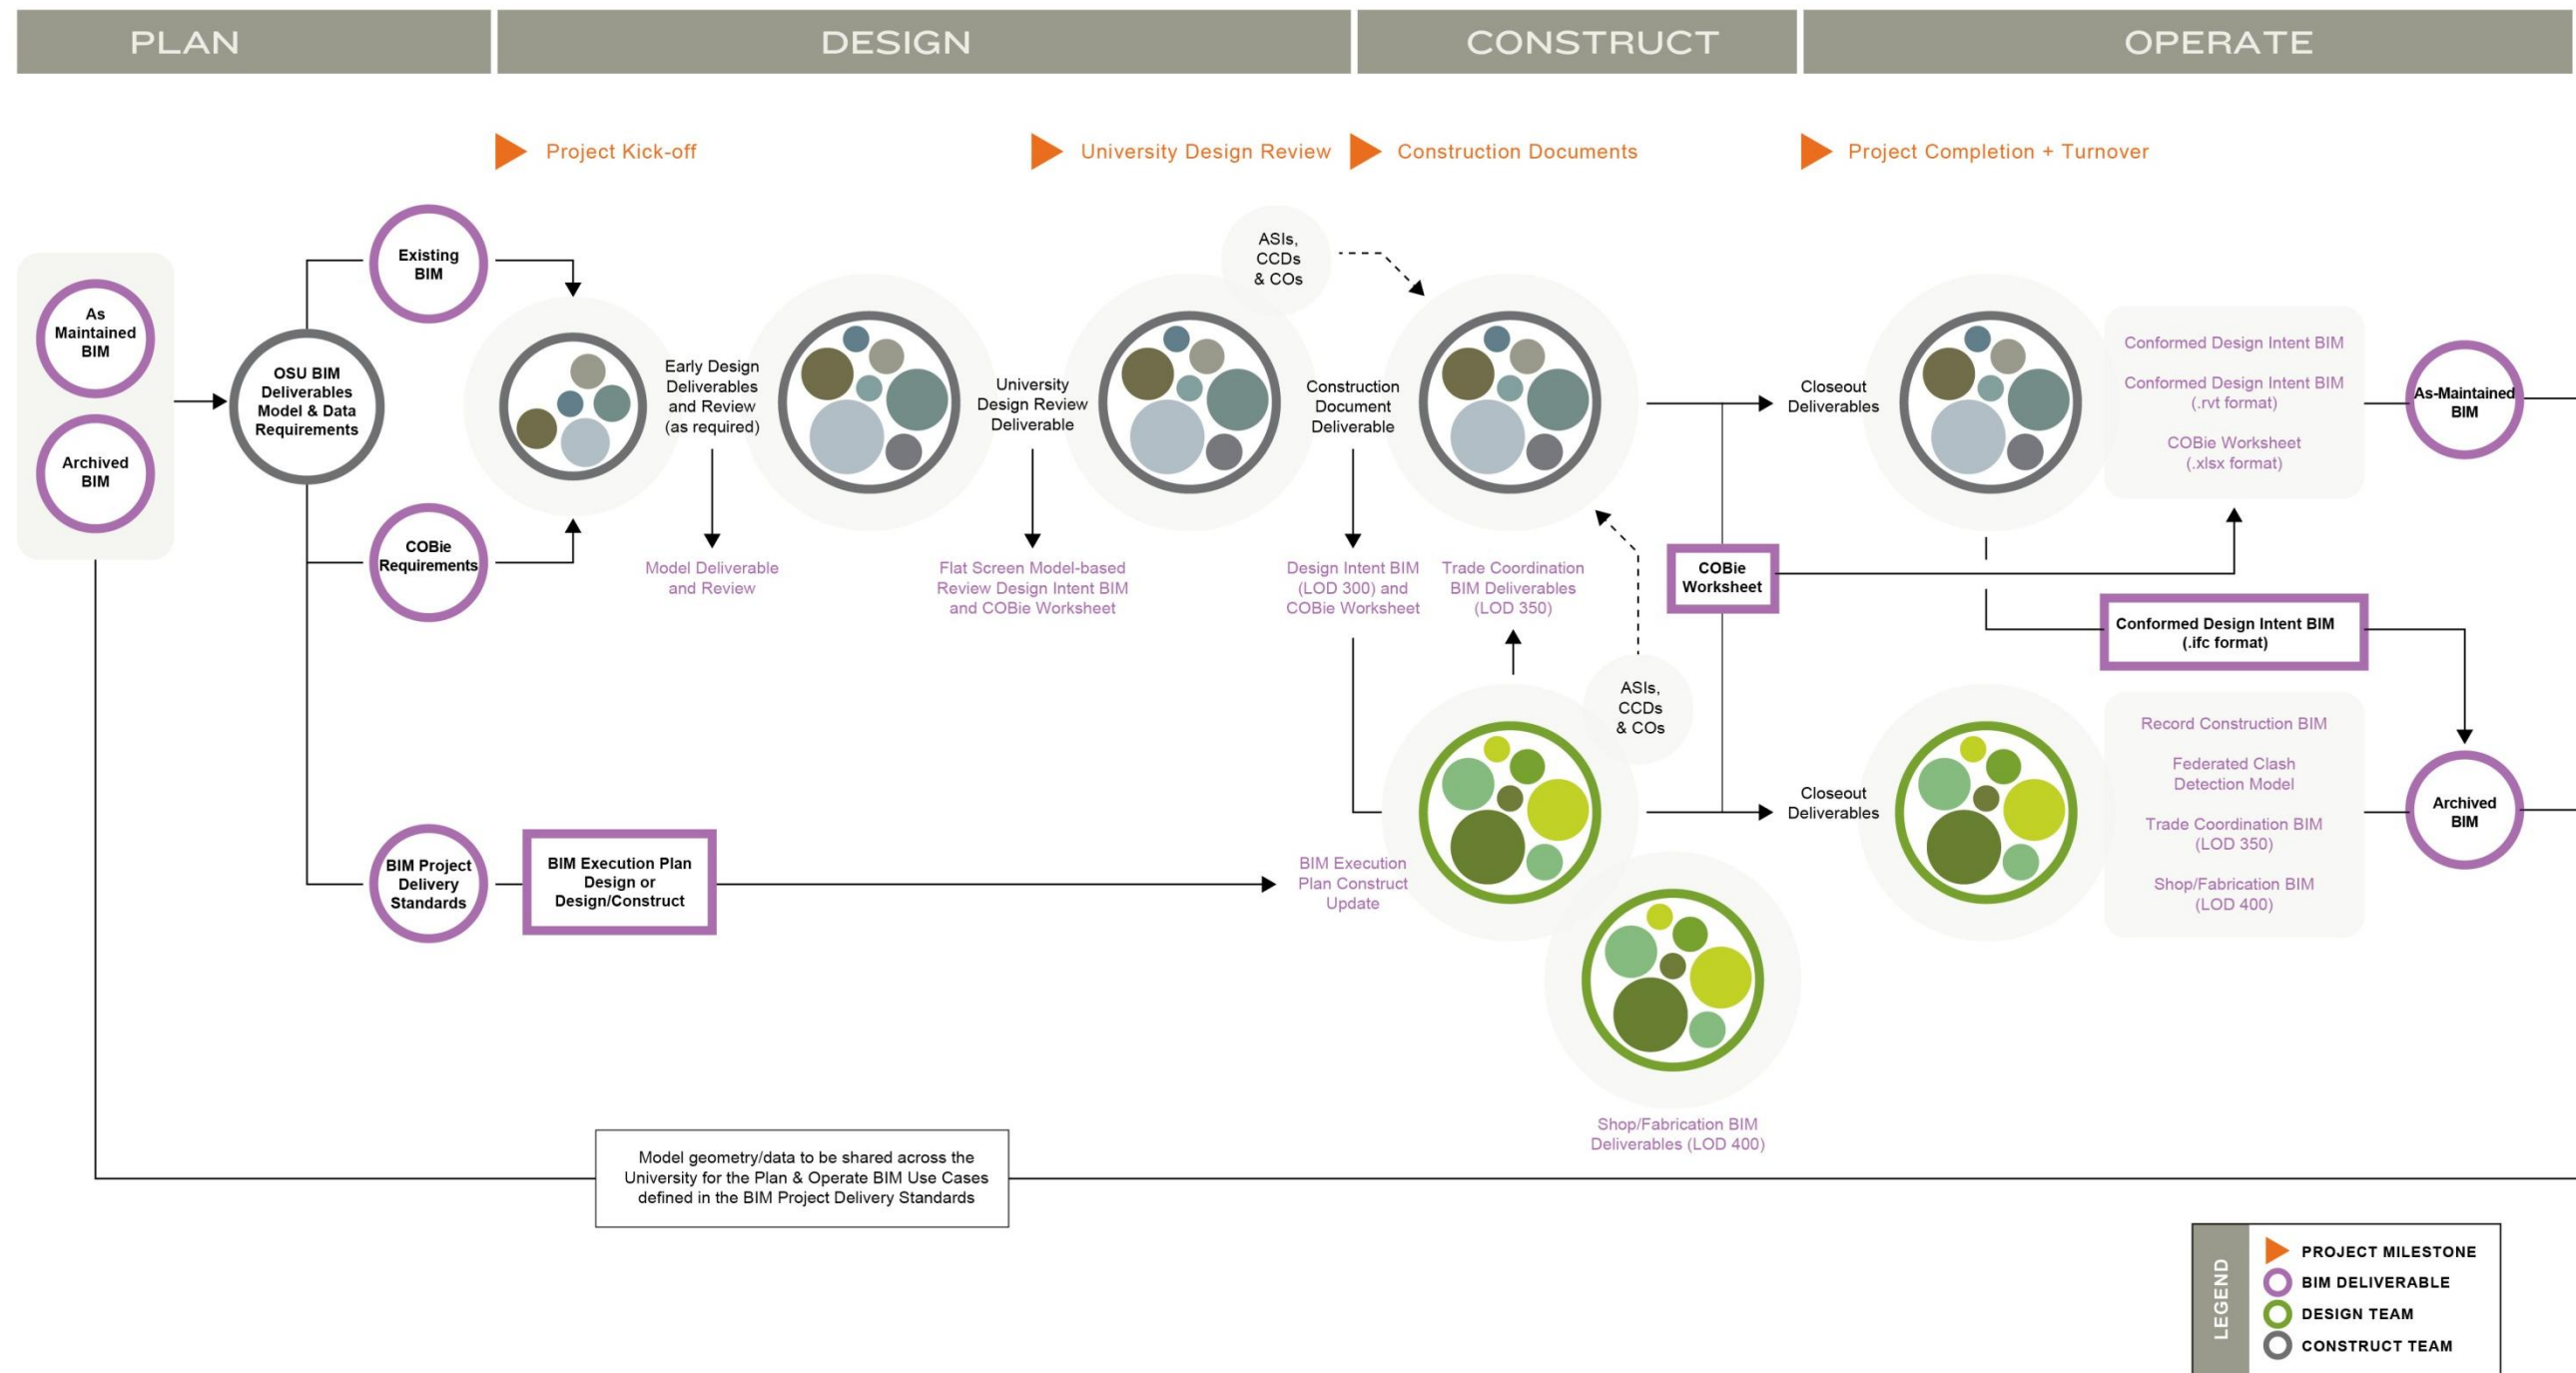 PLAN
DESIGN
CONSTRUCT
OPERATE
Project Kick-off
University Design Review
Construction Documents
Project Completion + Turnover
As
Maintained
BIM
Archived
BIM
OSU BIM
Deliverables
Model & Data
Requirements
Existing
BIM
COBie
Requirements
BIM Project
Delivery
Standards
BIM Execution Plan
Design or
Design/Construct
Early Design
Deliverables
and Review
(as required)
Model Deliverable
and Review
University
Design Review
Deliverable
Flat Screen Model-based
Review Design Intent BIM
and COBie Worksheet
ASIs,
CCDs
& COs
Construction
Document
Deliverable
Design Intent BIM
(LOD 300) and
COBie Worksheet
Trade Coordination
BIM Deliverables
(LOD 350)
ASIs,
CCDs
& COs
BIM Execution
Plan Construct
Update
Shop/Fabrication BIM
Deliverables (LOD 400)
COBie
Worksheet
Closeout
Deliverables
Closeout
Deliverables
Conformed Design Intent BIM
Conformed Design Intent BIM
(.rvt format)
COBie Worksheet
(.xlsx format)
As-Maintained
BIM
Conformed Design Intent BIM
(.ifc format)
Record Construction BIM
Federated Clash
Detection Model
Trade Coordination BIM
(LOD 350)
Shop/Fabrication BIM
(LOD 400)
Archived
BIM
Model geometry/data to be shared across the
University for the Plan & Operate BIM Use Cases
defined in the BIM Project Delivery Standards
LEGEND
PROJECT MILESTONE
BIM DELIVERABLE
DESIGN TEAM
CONSTRUCT TEAM